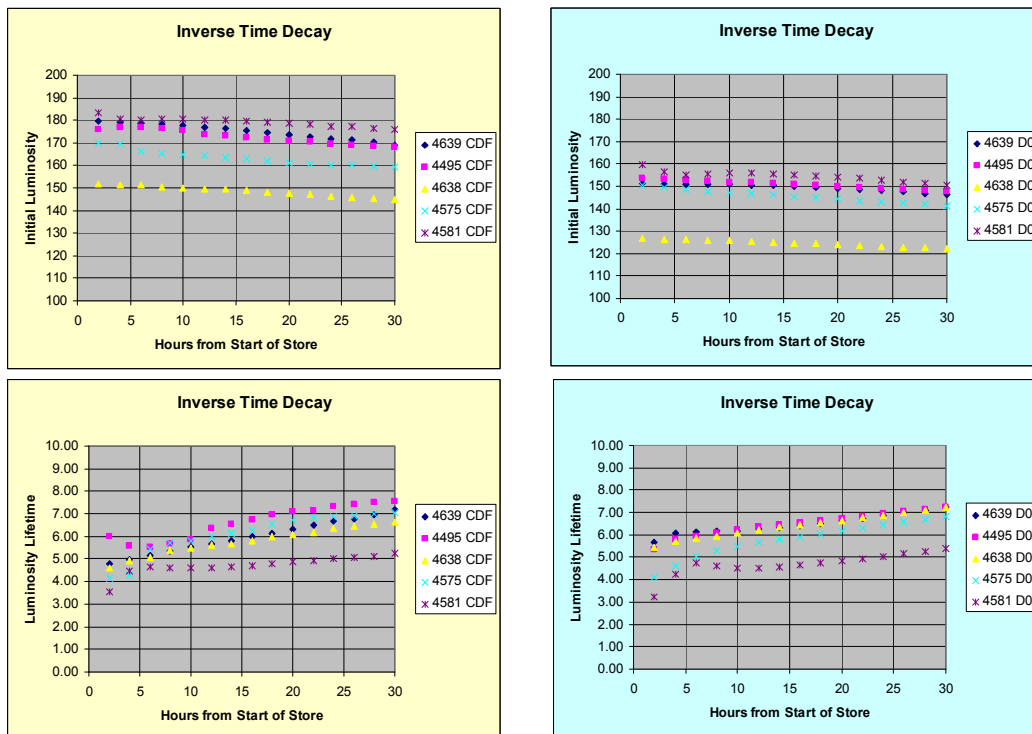 Inverse Time Decay
Initial Luminosity
200
190
180
170
160
150
140
130
120
110
100
0 5 10 15 20 25 30
Hours from Start of Store
4639 CDF
4495 CDF
4638 CDF
4575 CDF
4581 CDF
Inverse Time Decay
Initial Luminosity
200
190
180
170
160
150
140
130
120
110
100
0 5 10 15 20 25 30
Hours from Start of Store
4639 D0
4495 D0
4638 D0
4575 D0
4581 D0
Inverse Time Decay
Luminosity Lifetime
10.00
9.00
8.00
7.00
6.00
5.00
4.00
3.00
2.00
1.00
0.00
0 5 10 15 20 25 30
Hours from Start of Store
4639 CDF
4495 CDF
4638 CDF
4575 CDF
4581 CDF
Inverse Time Decay
Luminosity Lifetime
10.00
9.00
8.00
7.00
6.00
5.00
4.00
3.00
2.00
1.00
0.00
0 5 10 15 20 25 30
Hours from Start of Store
4639 D0
4495 D0
4638 D0
4575 D0
4581 D0